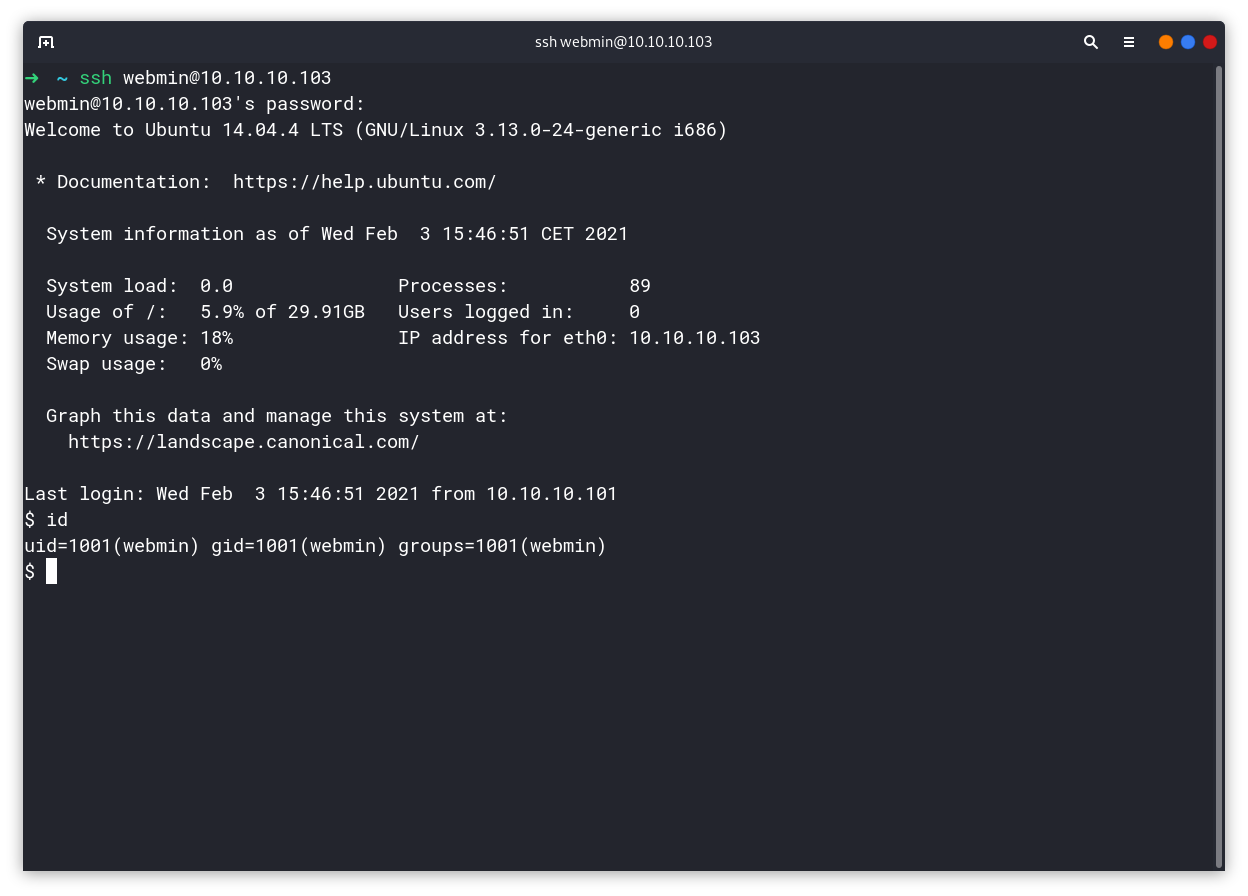 ssh webmin@10.10.10.103
➜  ~ ssh webmin@10.10.10.103
webmin@10.10.10.103's password:
Welcome to Ubuntu 14.04.4 LTS (GNU/Linux 3.13.0-24-generic i686)

 * Documentation:  https://help.ubuntu.com/

  System information as of Wed Feb  3 15:46:51 CET 2021

  System load:  0.0               Processes:           89
  Usage of /:   5.9% of 29.91GB   Users logged in:     0
  Memory usage: 18%               IP address for eth0: 10.10.10.103
  Swap usage:   0%

  Graph this data and manage this system at:
    https://landscape.canonical.com/

Last login: Wed Feb  3 15:46:51 2021 from 10.10.10.101
$ id
uid=1001(webmin) gid=1001(webmin) groups=1001(webmin)
$